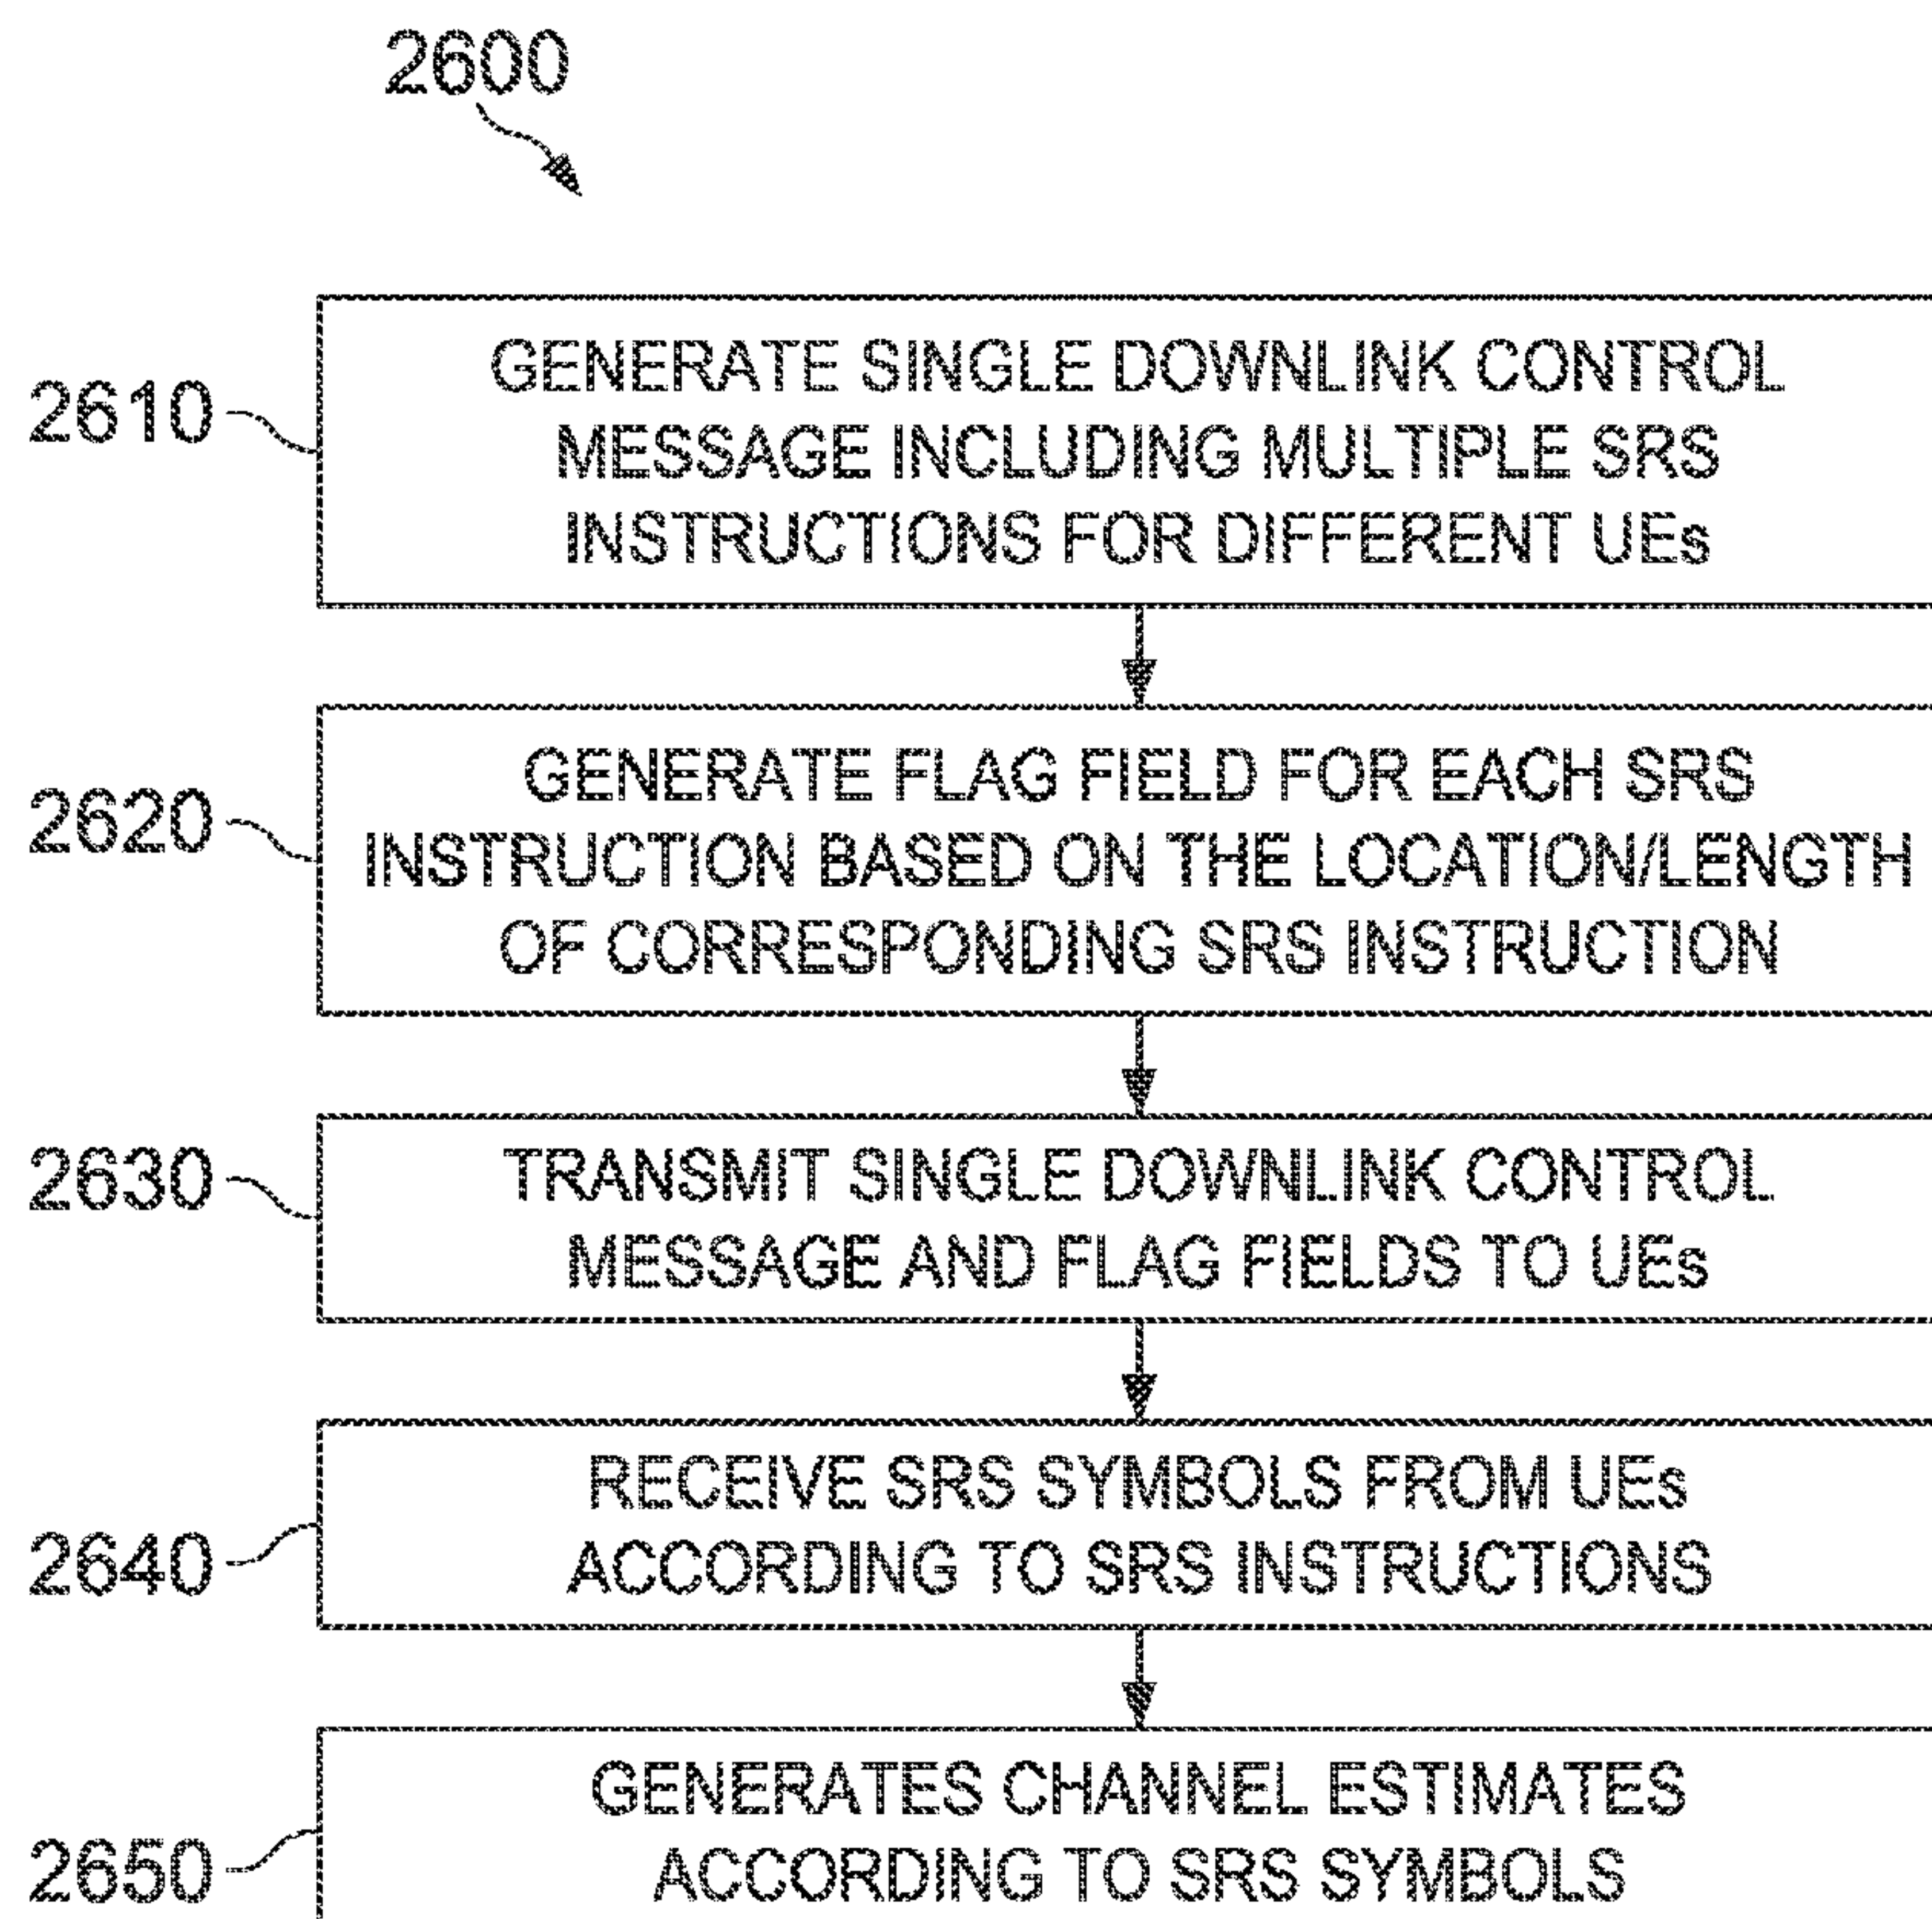 2600
2610
GENERATE SINGLE DOWNLINK CONTROL
MESSAGE INCLUDING MULTIPLE SRS
INSTRUCTIONS FOR DIFFERENT UEs
2620
GENERATE FLAG FIELD FOR EACH SRS
INSTRUCTION BASED ON THE LOCATION/LENGTH
OF CORRESPONDING SRS INSTRUCTION
2630
TRANSMIT SINGLE DOWNLINK CONTROL
MESSAGE AND FLAG FIELDS TO UEs
2640
RECEIVE SRS SYMBOLS FROM UEs
ACCORDING TO SRS INSTRUCTIONS
2650
GENERATES CHANNEL ESTIMATES
ACCORDING TO SRS SYMBOLS